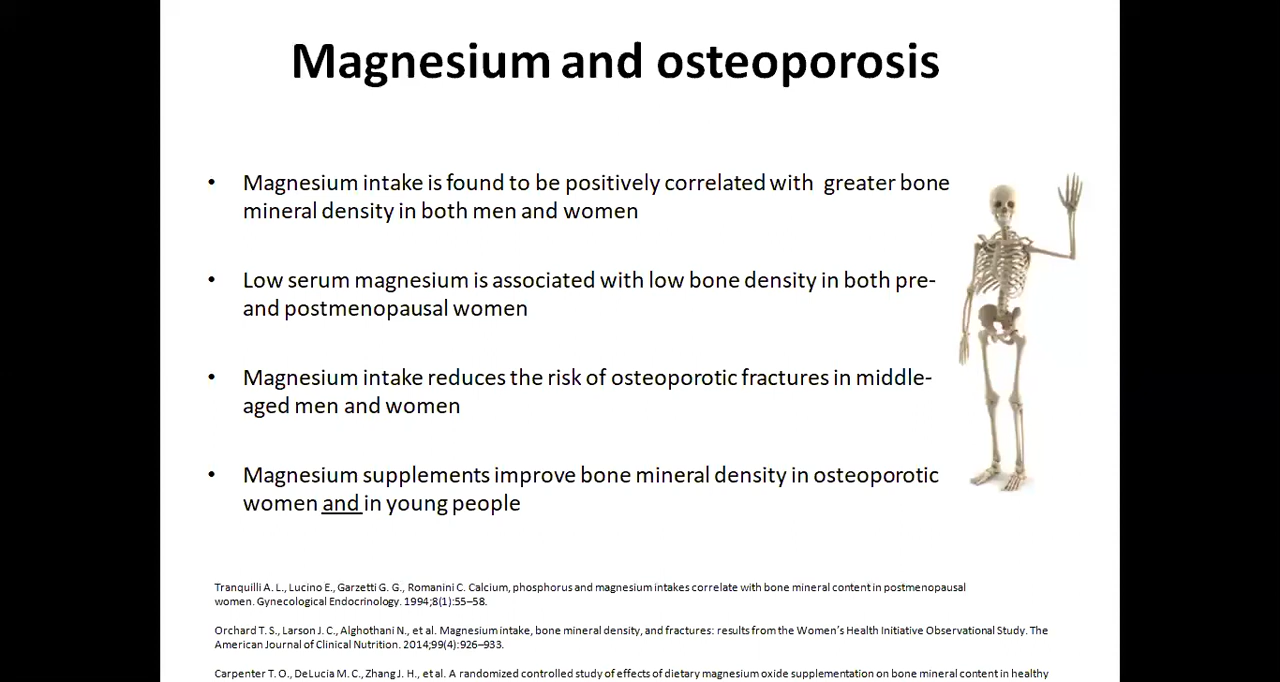 Magnesium and osteoporosis
• Magnesium intake is found to be positively correlated with greater bone
mineral density in both men and women
• Low serum magnesium is associated with low bone density in both pre-
and postmenopausal women
• Magnesium intake reduces the risk of osteoporotic fractures in middle-
aged men and women
• Magnesium supplements improve bone mineral density in osteoporotic
women and in young people
Tranquilli A. L., Lucino E., Garzetti G. G., Romanini C. Calcium, phosphorus and magnesium intakes correlate with bone mineral content in postmenopausal
women. Gynecological Endocrinology. 1994;8(1):55–58.
Orchard T. S., Larson J. C., Alghothani N., et al. Magnesium intake, bone mineral density, and fractures: results from the Women's Health Initiative Observational Study. The
American Journal of Clinical Nutrition. 2014;99(4):926–933.
Carpenter T. O., DeLucia M. C., Zhang J. H., et al. A randomized controlled study of effects of dietary magnesium oxide supplementation on bone mineral content in healthy